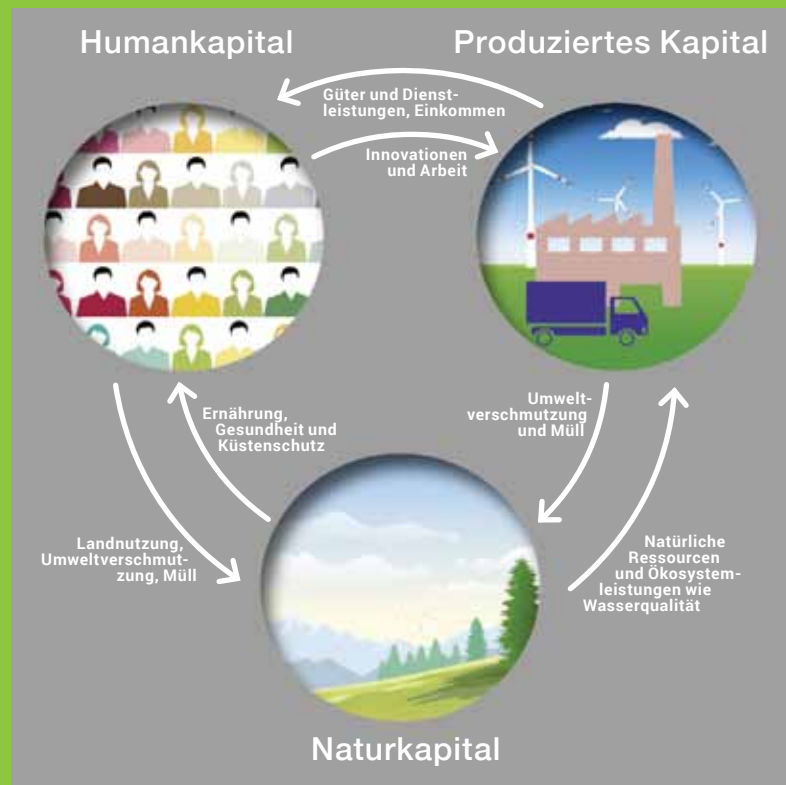 Humankapital
Produziertes Kapital
Güter und Dienst-
leistungen, Einkommen
Innovationen
und Arbeit
Ernährung,
Gesundheit und
Küstenschutz
Umwelt-
verschmutzung
und Müll
Landnutzung,
Umweltverschmut-
zung, Müll
Natürliche
Ressourcen
und Ökosystem-
leistungen wie
Wasserqualität
Naturkapital